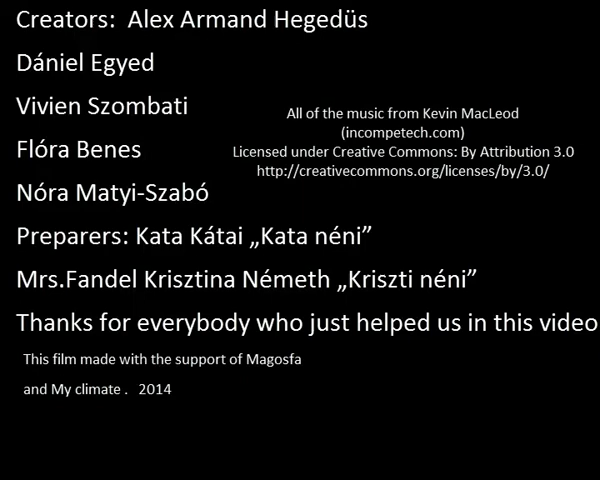 Creators:  Alex Armand Hegedüs
Dániel Egyed
Vivien Szombati
Flóra Benes
Nóra Matyi-Szabó
All of the music from Kevin MacLeod
(incompetech.com)
Licensed under Creative Commons: By Attribution 3.0
http://creativecommons.org/licenses/by/3.0/
Preparers: Kata Kátai „Kata néni”
Mrs.Fandel Krisztina Németh „Kriszti néni”
Thanks for everybody who just helped us in this video
This film made with the support of Magosfa
and My climate .  2014